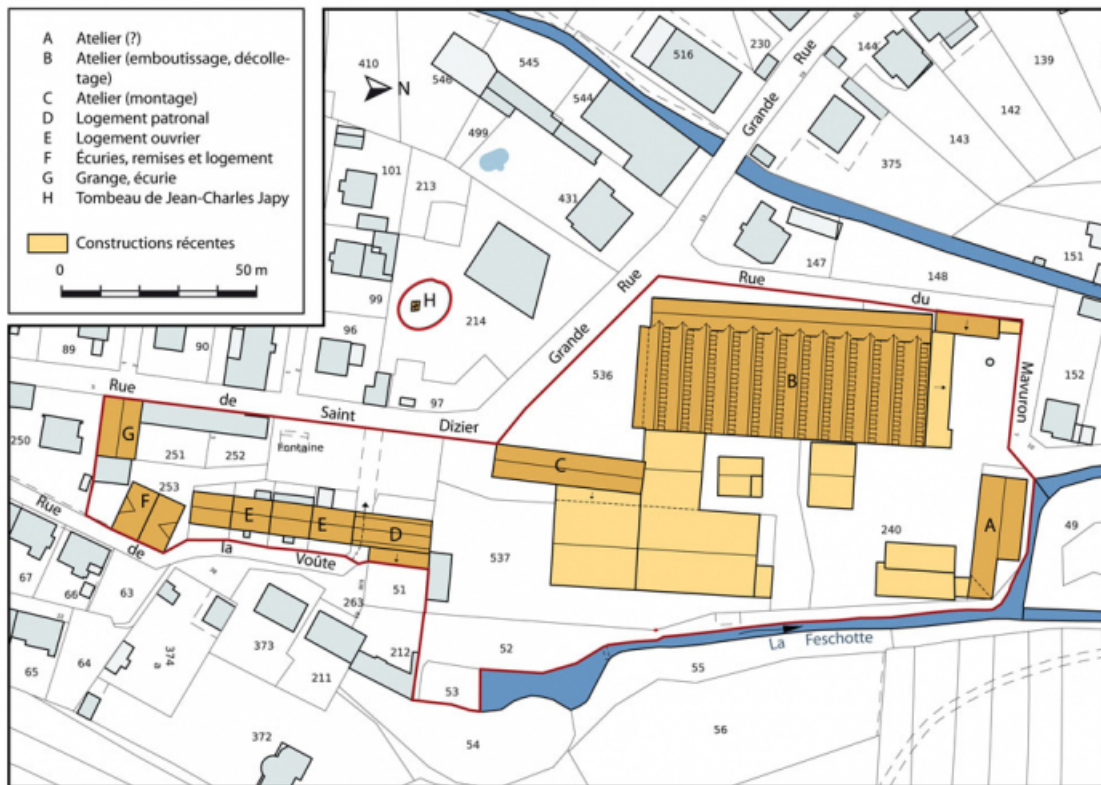 A Atelier (?)
B Atelier (emboutissage, décolle-
tage)
C Atelier (montage)
D Logement patronal
E Logement ouvrier
F Écuries, remises et logement
G Grange, écurie
H Tombeau de Jean-Charles Japy
Constructions récentes
0 50 m
N
410
546
545
544
516
230
144
139
142
143
375
499
431
101
213
Grande Rue
147
148
151
152
99
H
214
96
97
Grande Rue
Rue du Mavuron
536
B
89
90
Rue de Saint Dizier
250
G
251
252
Fontaine
253
F
E
E
D
C
537
240
A
49
Rue de la Voûte
67
66
63
65
64
374
a
373
211
263
51
212
52
53
54
55
56
372
La Feschotte